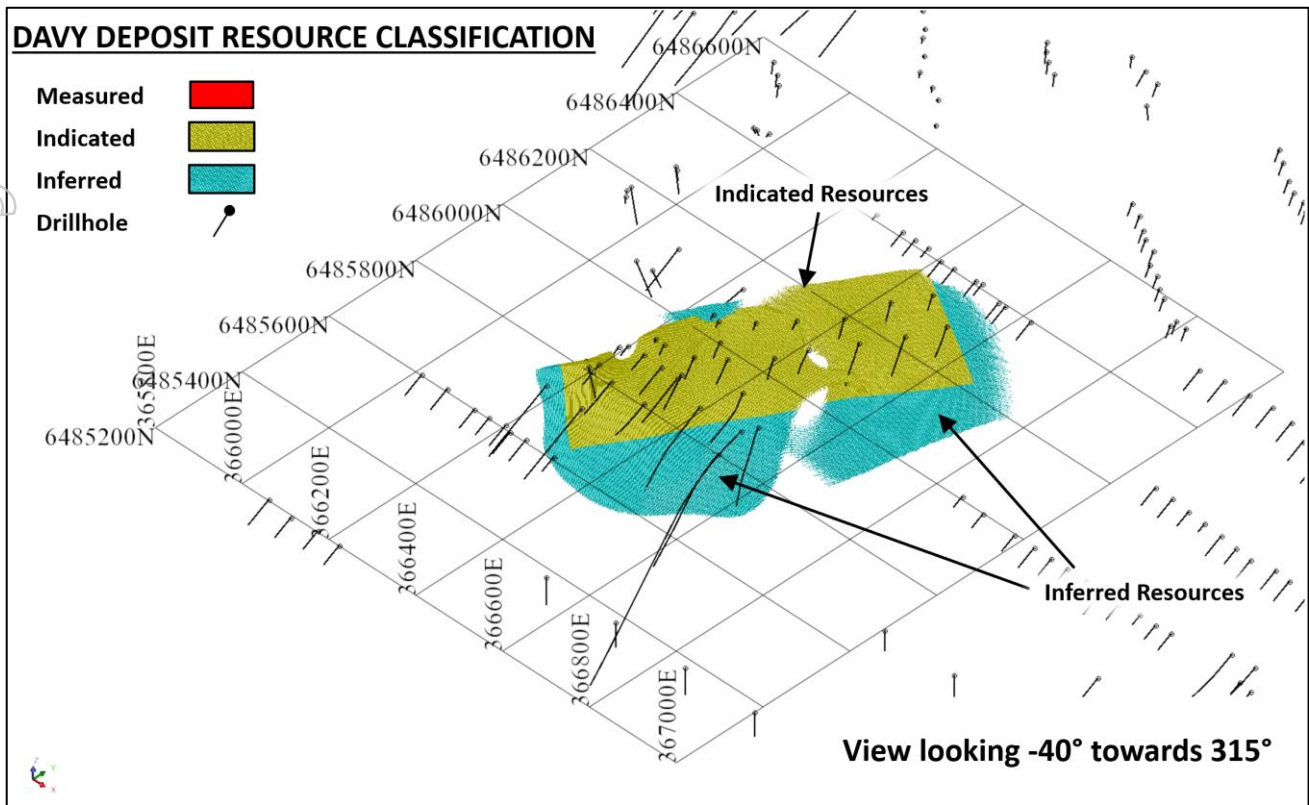 DAVY DEPOSIT RESOURCE CLASSIFICATION
Measured
Indicated
Inferred
Drillhole
6486600N
6486400N
6486200N
6486000N
6485800N
6485600N
6485400N
6485200N
366000E
366200E
366400E
366600E
366800E
367000E
Indicated Resources
Inferred Resources
View looking -40° towards 315°
Z
Y
X